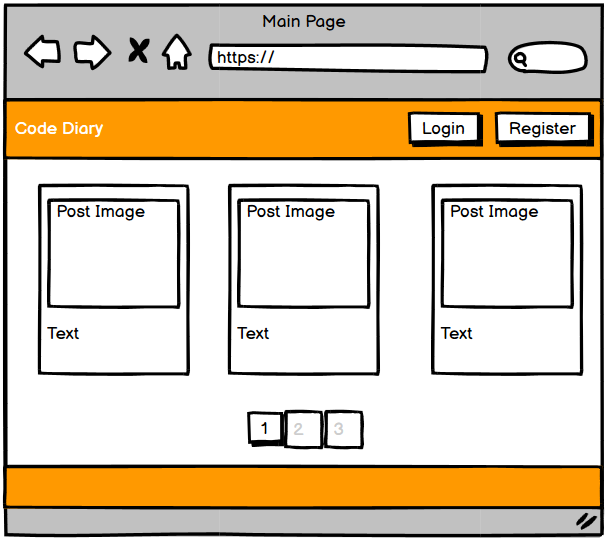 Main Page
https://
Code Diary
Login
Register
Post Image
Post Image
Post Image
Text
Text
Text
1
2
3